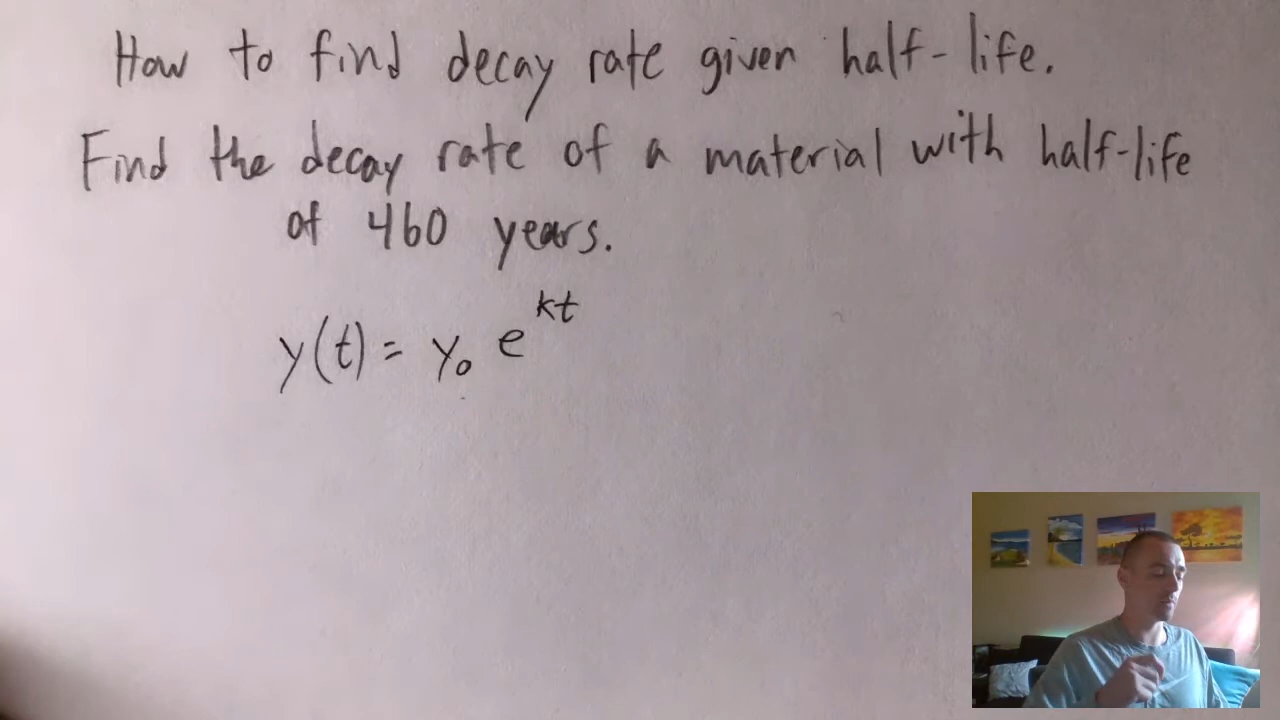 How to find decay rate given half-life.
Find the decay rate of a material with half-life
of 460 years.
y(t) = y₀ e^kt